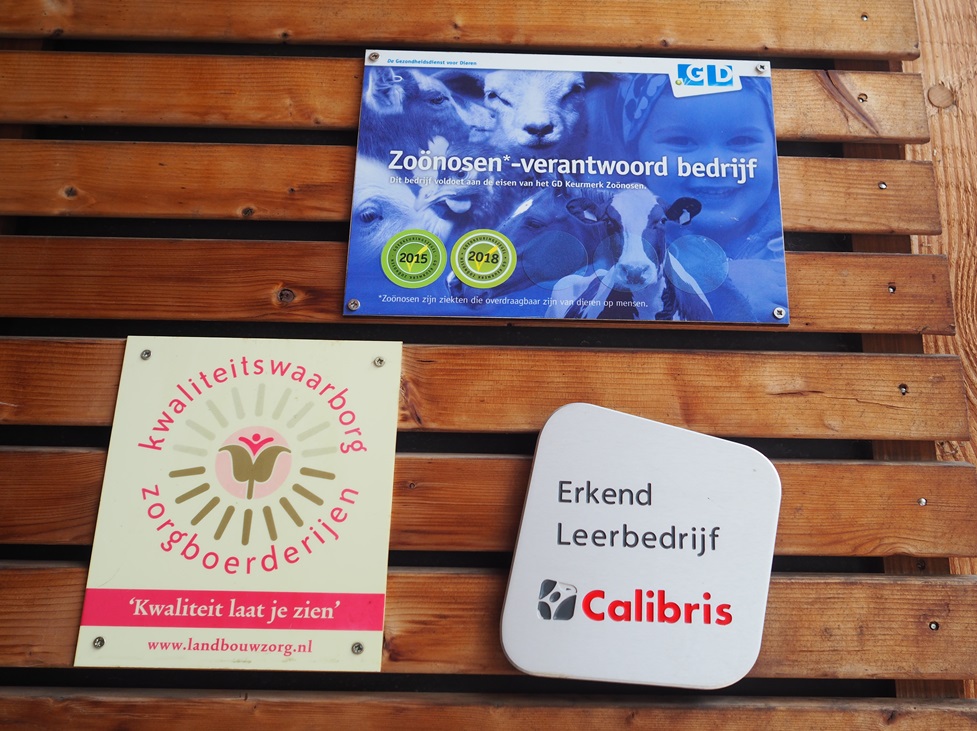 De Gezondheidsdienst voor Dieren
GD
Zoönosen*-verantwoord bedrijf
Dit bedrijf voldoet aan de eisen van het GD Keurmerk Zoönosen.
2015
2018
*Zoönosen zijn ziekten die overdraagbaar zijn van dieren op mensen.
kwaliteitswaarborg
zorgboerderijen
‘Kwaliteit laat je zien’
www.landbouwzorg.nl
Erkend
Leerbedrijf
Calibris